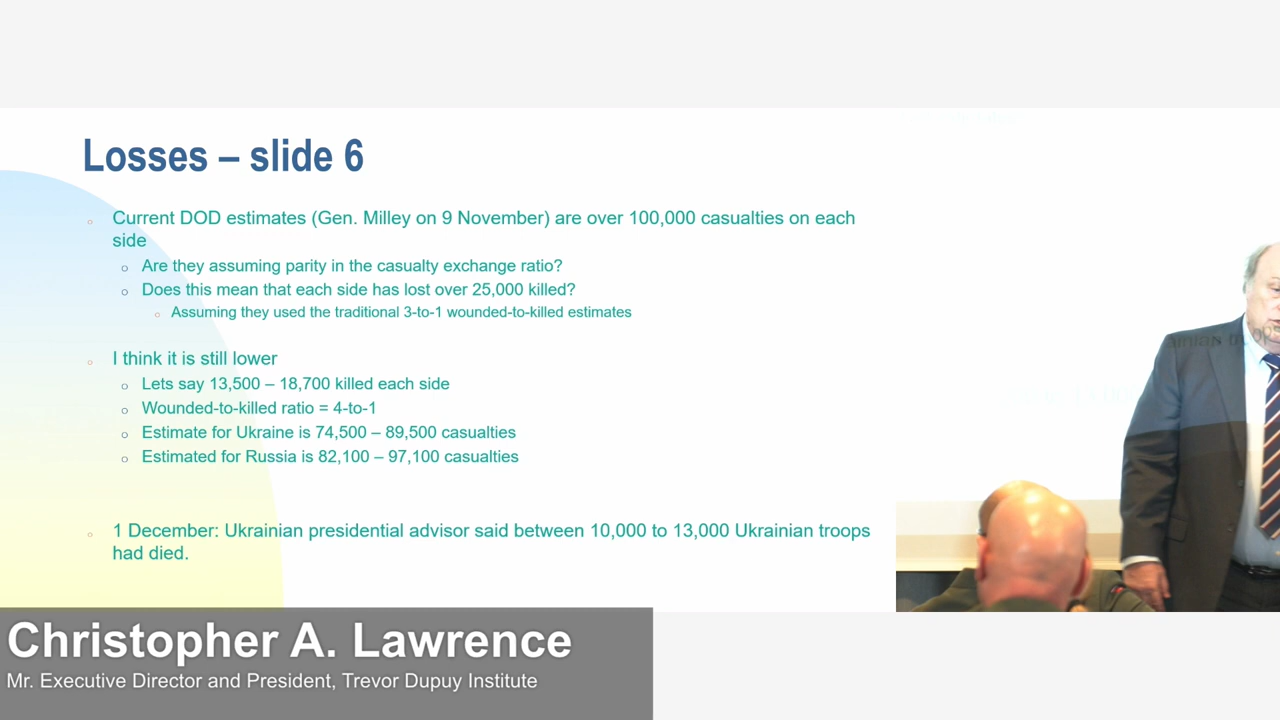 Losses – slide 6
Current DOD estimates (Gen. Milley on 9 November) are over 100,000 casualties on each
side
Are they assuming parity in the casualty exchange ratio?
Does this mean that each side has lost over 25,000 killed?
Assuming they used the traditional 3-to-1 wounded-to-killed estimates
I think it is still lower
Lets say 13,500 – 18,700 killed each side
Wounded-to-killed ratio = 4-to-1
Estimate for Ukraine is 74,500 – 89,500 casualties
Estimated for Russia is 82,100 – 97,100 casualties
1 December: Ukrainian presidential advisor said between 10,000 to 13,000 Ukrainian troops
had died.
Christopher A. Lawrence
Mr. Executive Director and President, Trevor Dupuy Institute